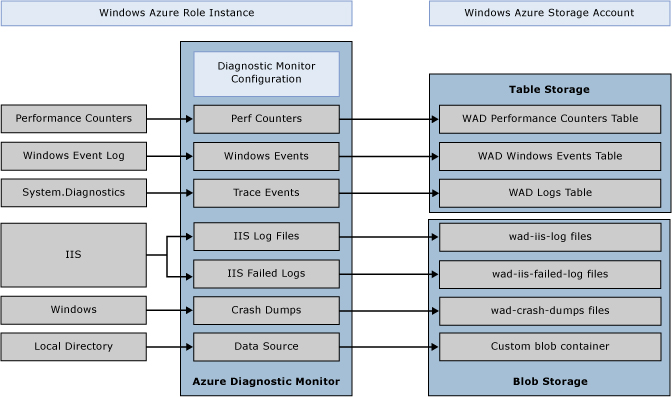 Windows Azure Role Instance
Windows Azure Storage Account
Diagnostic Monitor
Configuration
Table Storage
Performance Counters
Perf Counters
WAD Performance Counters Table
Windows Event Log
Windows Events
WAD Windows Events Table
System.Diagnostics
Trace Events
WAD Logs Table
IIS
IIS Log Files
wad-iis-log files
IIS Failed Logs
wad-iis-failed-log files
Windows
Crash Dumps
wad-crash-dumps files
Local Directory
Data Source
Custom blob container
Azure Diagnostic Monitor
Blob Storage